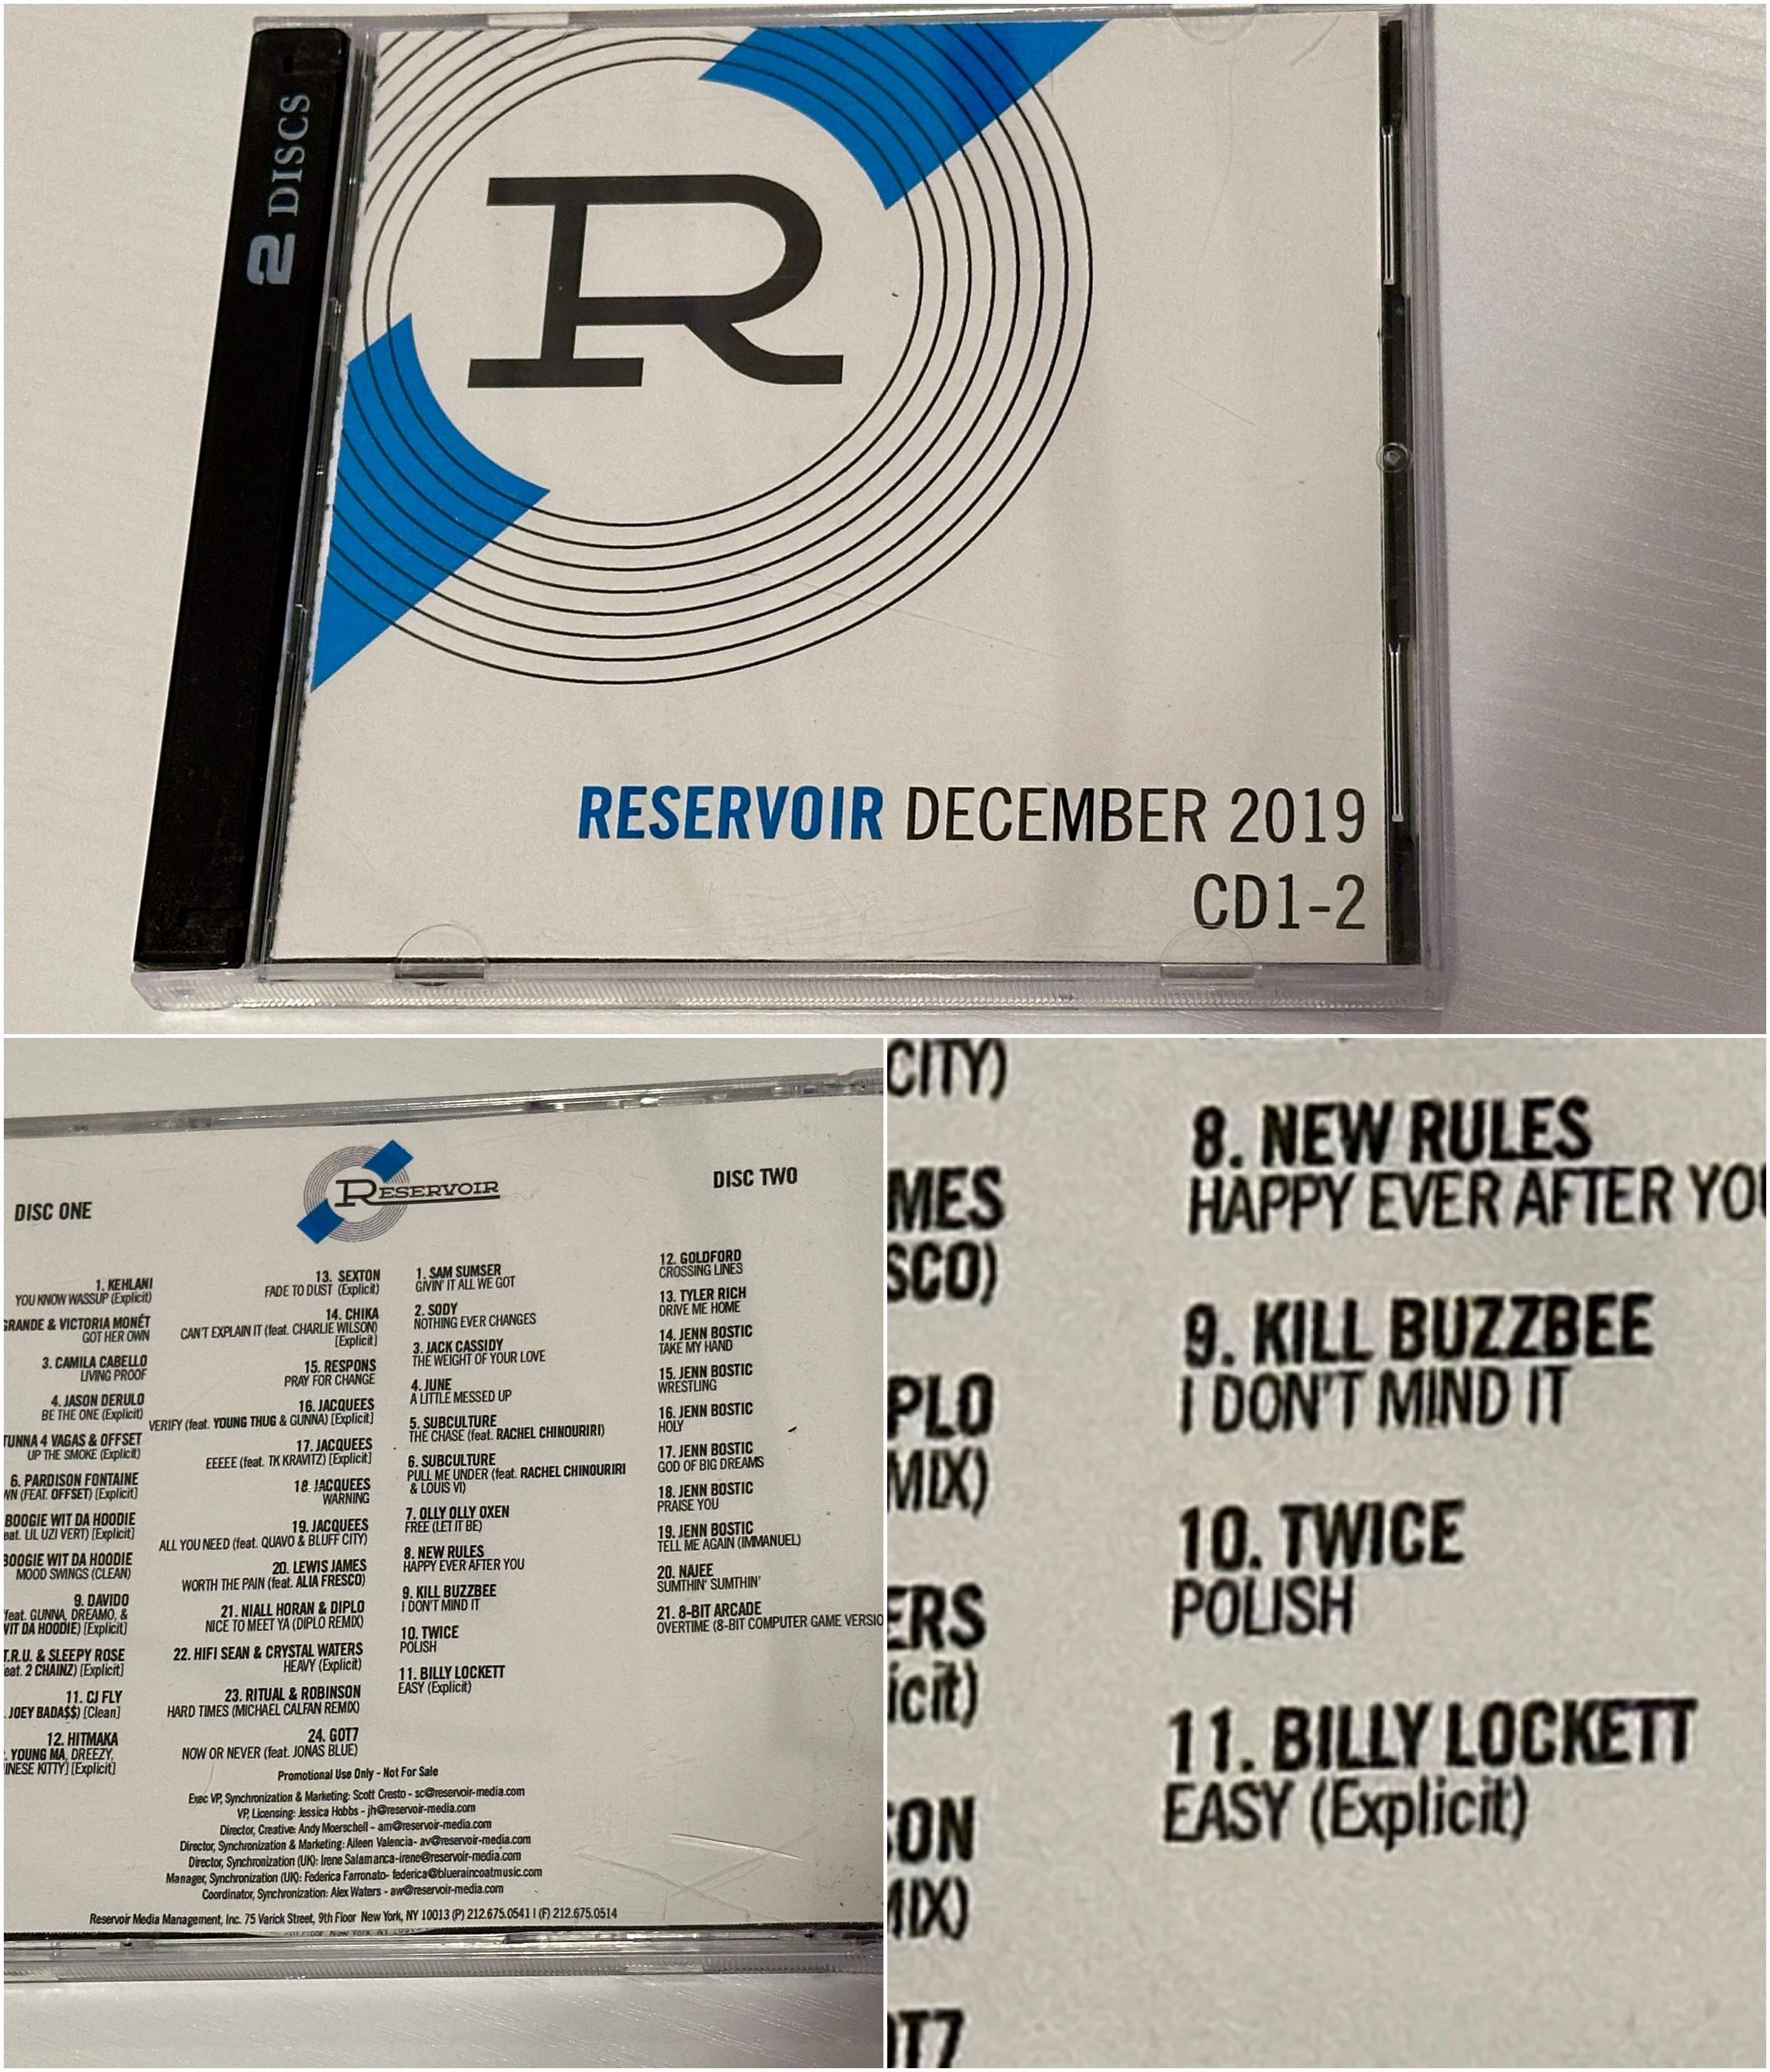 2 DISCS
R
RESERVOIR DECEMBER 2019
CD1-2
RESERVOIR
DISC ONE
1. KEHLANI
YOU KNOW WASSUP (Explicit)
GRANDE & VICTORIA MONÉT
GOT HER OWN
3. CAMILA CABELLO
LIVING PROOF
4. JASON DERULO
BE THE ONE (Explicit)
TUNNA 4 VAGAS & OFFSET
UP THE SMOKE (Explicit)
6. PARDISON FONTAINE
WN (FEAT. OFFSET) [Explicit]
BOOGIE WIT DA HOODIE
eat. LIL UZI VERT) [Explicit]
BOOGIE WIT DA HOODIE
MOOD SWINGS (CLEAN)
9. DAVIDO
feat. GUNNA, DREAMO, &
WIT DA HOODIE) [Explicit]
T.R.U. & SLEEPY ROSE
eat. 2 CHAINZ) [Explicit]
11. CJ FLY
. JOEY BADA$$) [Clean]
12. HITMAKA
. YOUNG MA, DREEZY,
INESE KITTY) [Explicit]
13. SEXTON
FADE TO DUST (Explicit)
14. CHIKA
CAN'T EXPLAIN IT (feat. CHARLIE WILSON)
[Explicit]
15. RESPONS
PRAY FOR CHANGE
16. JACQUEES
VERIFY (feat. YOUNG THUG & GUNNA) [Explicit]
17. JACQUEES
EEEEE (feat. TK KRAVITZ) [Explicit]
18. JACQUEES
WARNING
19. JACQUEES
ALL YOU NEED (feat. QUAVO & BLUFF CITY)
20. LEWIS JAMES
WORTH THE PAIN (feat. ALIA FRESCO)
21. NIALL HORAN & DIPLO
NICE TO MEET YA (DIPLO REMIX)
22. HIFI SEAN & CRYSTAL WATERS
HEAVY (Explicit)
23. RITUAL & ROBINSON
HARD TIMES (MICHAEL CALFAN REMIX)
24. GOT7
NOW OR NEVER (feat. JONAS BLUE)
DISC TWO
1. SAM SUMSER
GIVIN' IT ALL WE GOT
2. SODY
NOTHING EVER CHANGES
3. JACK CASSIDY
THE WEIGHT OF YOUR LOVE
4. JUNE
A LITTLE MESSED UP
5. SUBCULTURE
THE CHASE (feat. RACHEL CHINOURIRI)
6. SUBCULTURE
PULL ME UNDER (feat. RACHEL CHINOURIRI
& LOUIS VI)
7. OLLY OLLY OXEN
FREE (LET IT BE)
8. NEW RULES
HAPPY EVER AFTER YOU
9. KILL BUZZBEE
I DON'T MIND IT
10. TWICE
POLISH
11. BILLY LOCKETT
EASY (Explicit)
12. GOLDFORD
CROSSING LINES
13. TYLER RICH
DRIVE ME HOME
14. JENN BOSTIC
TAKE MY HAND
15. JENN BOSTIC
WRESTLING
16. JENN BOSTIC
HOLY
17. JENN BOSTIC
GOD OF BIG DREAMS
18. JENN BOSTIC
PRAISE YOU
19. JENN BOSTIC
TELL ME AGAIN (IMMANUEL)
20. NAJEE
SUMTHIN' SUMTHIN'
21. 8-BIT ARCADE
OVERTIME (8-BIT COMPUTER GAME VERSIO
Promotional Use Only - Not For Sale
Exec VP, Synchronization & Marketing: Scott Cresto - sc@reservoir-media.com
VP, Licensing: Jessica Hobbs - jh@reservoir-media.com
Director, Creative: Andy Moerschell - am@reservoir-media.com
Director, Synchronization & Marketing: Aileen Valencia- av@reservoir-media.com
Director, Synchronization (UK): Irene Salamanca-irene@reservoir-media.com
Manager, Synchronization (UK): Federica Farronato- federica@blueraincoatmusic.com
Coordinator, Synchronization: Alex Waters - aw@reservoir-media.com
Reservoir Media Management, Inc. 75 Varick Street, 9th Floor New York, NY 10013 (P) 212.675.0541 | (F) 212.675.0514
CITY)
MES
SCO)
PLO
MIX)
ERS
icit)
SON
MIX)
OT7
8. NEW RULES
HAPPY EVER AFTER YOU
9. KILL BUZZBEE
I DON'T MIND IT
10. TWICE
POLISH
11. BILLY LOCKETT
EASY (Explicit)